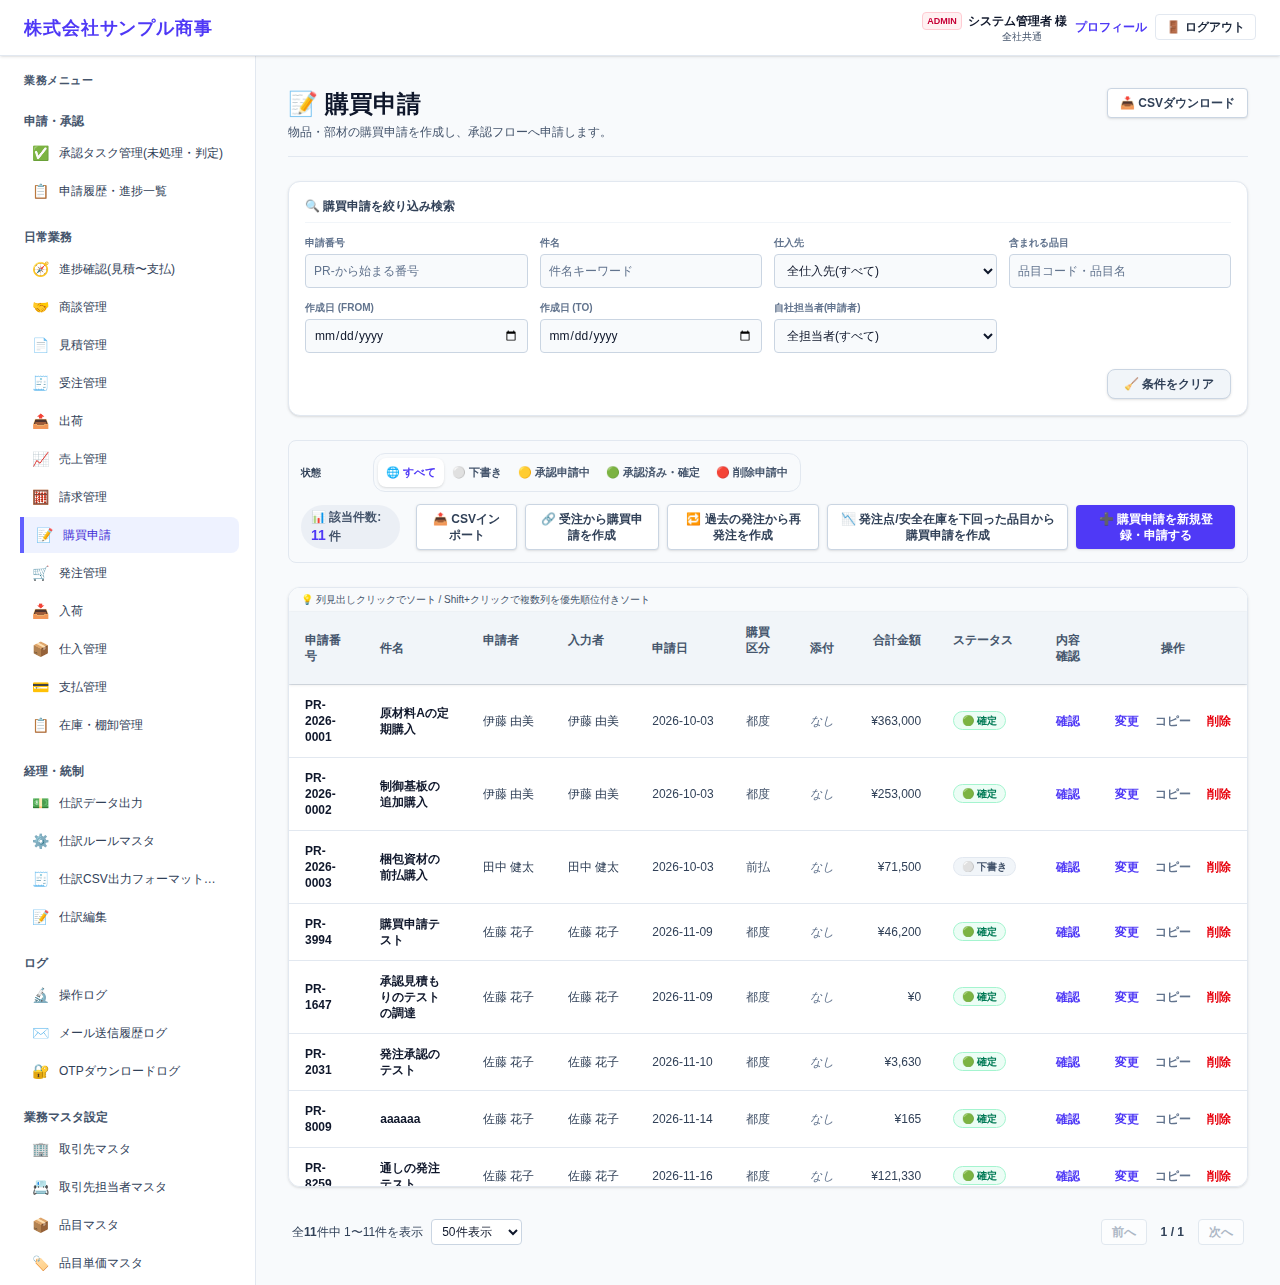 株式会社サンプル商事
ADMIN システム管理者 様
全社共通
プロフィール
🚪 ログアウト
業務メニュー
申請・承認
✅ 承認タスク管理(未処理・判定)
📋 申請履歴・進捗一覧
日常業務
🧭 進捗確認(見積〜支払)
🤝 商談管理
📄 見積管理
🧾 受注管理
📤 出荷
📈 売上管理
🧮 請求管理
📝 購買申請
🛒 発注管理
📥 入荷
📦 仕入管理
💳 支払管理
📋 在庫・棚卸管理
経理・統制
💵 仕訳データ出力
⚙️ 仕訳ルールマスタ
🧾 仕訳CSV出力フォーマット…
📝 仕訳編集
ログ
🔬 操作ログ
✉️ メール送信履歴ログ
🔐 OTPダウンロードログ
業務マスタ設定
🏢 取引先マスタ
📇 取引先担当者マスタ
📦 品目マスタ
🏷️ 品目単価マスタ
📝 購買申請
物品・部材の購買申請を作成し、承認フローへ申請します。
📥 CSVダウンロード
🔍 購買申請を絞り込み検索
申請番号 件名 仕入先 含まれる品目
PR-から始まる番号 件名キーワード 全仕入先(すべて) 品目コード・品目名
作成日 (FROM) 作成日 (TO) 自社担当者(申請者)
mm/dd/yyyy mm/dd/yyyy 全担当者(すべて)
🧹 条件をクリア
状態 🌐 すべて ⚪ 下書き 🟡 承認申請中 🟢 承認済み・確定 🔴 削除申請中
📊 該当件数:
11 件
📥 CSVイン
ポート
🔗 受注から購買申
請を作成
🔁 過去の発注から再
発注を作成
📉 発注点/安全在庫を下回った品目から
購買申請を作成
➕ 購買申請を新規登
録・申請する
💡 列見出しクリックでソート / Shift+クリックで複数列を優先順位付きソート
申請番
号
件名
申請者
入力者
申請日
購買
区分
添付
合計金額
ステータス
内容
確認
操作
PR-
2026-
0001
原材料Aの定
期購入
伊藤 由美 伊藤 由美 2026-10-03 都度 なし ¥363,000 🟢 確定 確認 変更 コピー 削除
PR-
2026-
0002
制御基板の
追加購入
伊藤 由美 伊藤 由美 2026-10-03 都度 なし ¥253,000 🟢 確定 確認 変更 コピー 削除
PR-
2026-
0003
梱包資材の
前払購入
田中 健太 田中 健太 2026-10-03 前払 なし ¥71,500 ⚪ 下書き 確認 変更 コピー 削除
PR-
3994
購買申請テ
スト
佐藤 花子 佐藤 花子 2026-11-09 都度 なし ¥46,200 🟢 確定 確認 変更 コピー 削除
PR-
1647
承認見積も
りのテスト
の調達
佐藤 花子 佐藤 花子 2026-11-09 都度 なし ¥0 🟢 確定 確認 変更 コピー 削除
PR-
2031
発注承認の
テスト
佐藤 花子 佐藤 花子 2026-11-10 都度 なし ¥3,630 🟢 確定 確認 変更 コピー 削除
PR-
8009
aaaaaa
佐藤 花子 佐藤 花子 2026-11-14 都度 なし ¥165 🟢 確定 確認 変更 コピー 削除
PR-
8259
通しの発注
テスト
佐藤 花子 佐藤 花子 2026-11-16 都度 なし ¥121,330 🟢 確定 確認 変更 コピー 削除
全11件中 1〜11件を表示 50件表示
前へ 1 / 1 次へ